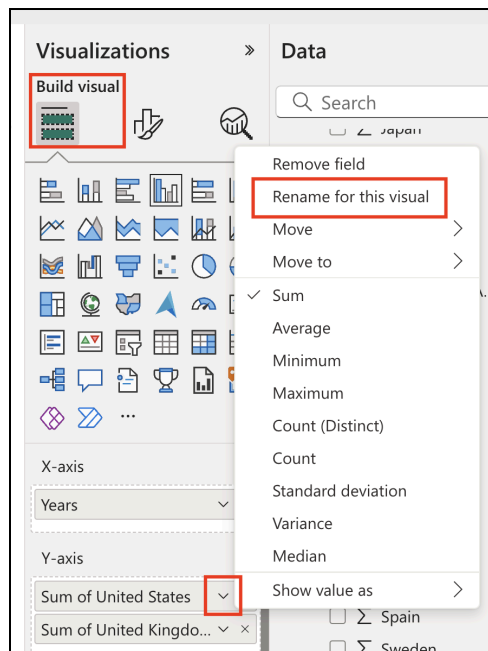 Visualizations
»
Data
Build visual
Search
Japan
Remove field
Rename for this visual
Move
Move to
Sum
Average
Minimum
Maximum
Count (Distinct)
Count
Standard deviation
Variance
Median
Show value as
X-axis
Years
Y-axis
Sum of United States
Sum of United Kingdo...
Σ Spain
Σ Sweden